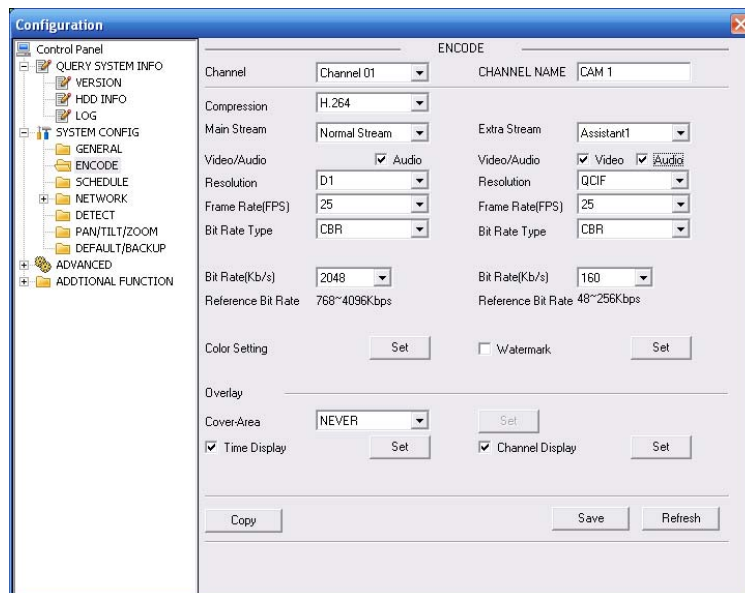 Configuration
Control Panel
QUERY SYSTEM INFO
VERSION
HDD INFO
LOG
SYSTEM CONFIG
GENERAL
ENCODE
SCHEDULE
NETWORK
DETECT
PAN/TILT/ZOOM
DEFAULT/BACKUP
ADVANCED
ADDTIONAL FUNCTION
ENCODE
Channel Channel 01 CHANNEL NAME CAM 1
Compression H.264
Main Stream Normal Stream Extra Stream Assistant1
Video/Audio Audio Video/Audio Video Audio
Resolution D1 Resolution QCIF
Frame Rate(FPS) 25 Frame Rate(FPS) 25
Bit Rate Type CBR Bit Rate Type CBR
Bit Rate(Kb/s) 2048 Bit Rate(Kb/s) 160
Reference Bit Rate 768~4096Kbps Reference Bit Rate 48~256Kbps
Color Setting Set Watermark Set
Overlay
Cover-Area NEVER Set
Time Display Set Channel Display Set
Copy Save Refresh